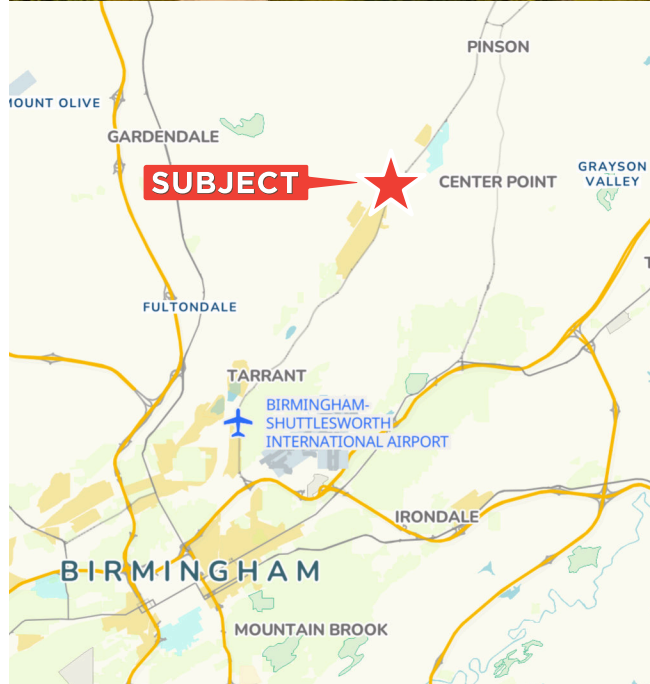 PINSON
MOUNT OLIVE
GARDENDALE
GRAYSON
VALLEY
SUBJECT
CENTER POINT
FULTONDALE
TARRANT
BIRMINGHAM-
SHUTTLESWORTH
INTERNATIONAL AIRPORT
IRONDALE
BIRMINGHAM
MOUNTAIN BROOK